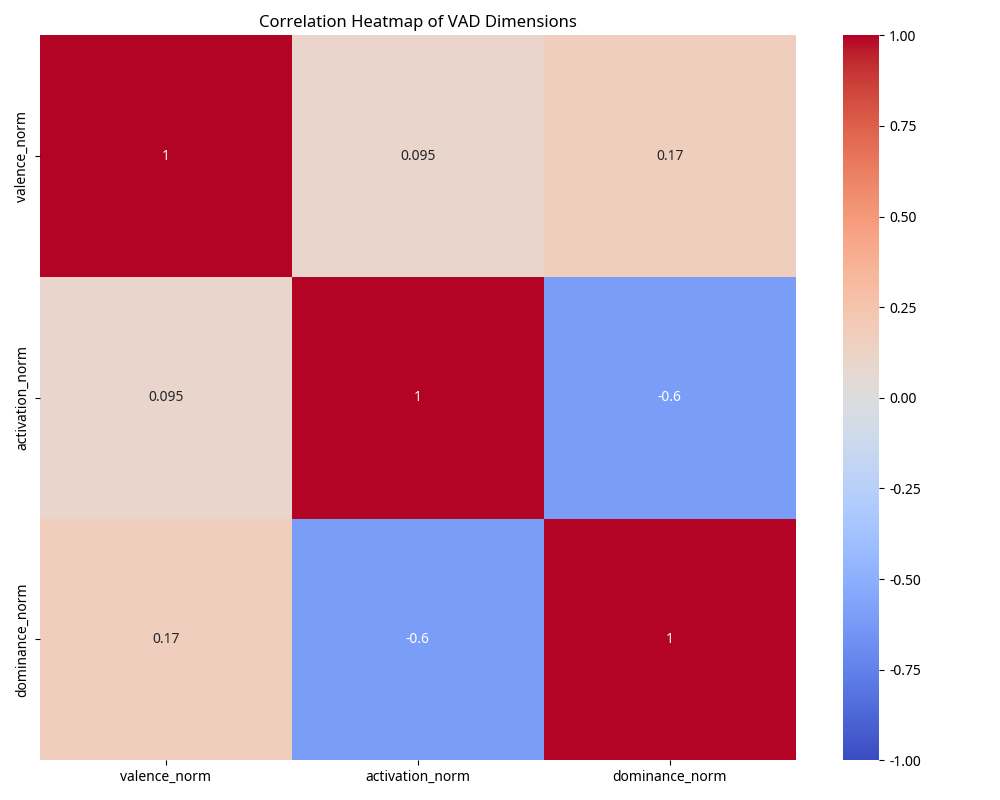 Correlation Heatmap of VAD Dimensions
valence_norm
1
0.095
0.17
activation_norm
0.095
1
-0.6
dominance_norm
0.17
-0.6
1
valence_norm
activation_norm
dominance_norm
1.00
0.75
0.50
0.25
0.00
-0.25
-0.50
-0.75
-1.00